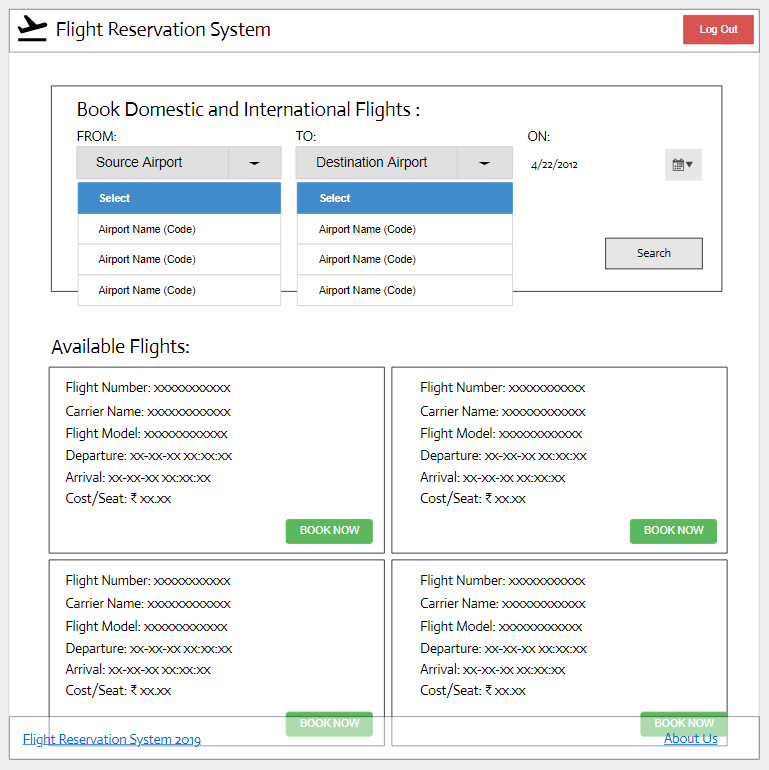 Flight Reservation System
Log Out
Book Domestic and International Flights :
FROM: TO: ON:
Source Airport Destination Airport 4/22/2012
Select Select
Airport Name (Code) Airport Name (Code)
Airport Name (Code) Airport Name (Code)
Airport Name (Code) Airport Name (Code)
Search
Available Flights:
Flight Number: xxxxxxxxxxx
Carrier Name: xxxxxxxxxxxx
Flight Model: xxxxxxxxxxxx
Departure: xx-xx-xx xx:xx:xx
Arrival: xx-xx-xx xx:xx:xx
Cost/Seat: ₹ xx.xx
BOOK NOW
Flight Number: xxxxxxxxxxx
Carrier Name: xxxxxxxxxxxx
Flight Model: xxxxxxxxxxxx
Departure: xx-xx-xx xx:xx:xx
Arrival: xx-xx-xx xx:xx:xx
Cost/Seat: ₹ xx.xx
BOOK NOW
Flight Number: xxxxxxxxxxx
Carrier Name: xxxxxxxxxxxx
Flight Model: xxxxxxxxxxxx
Departure: xx-xx-xx xx:xx:xx
Arrival: xx-xx-xx xx:xx:xx
Cost/Seat: ₹ xx.xx
BOOK NOW
Flight Number: xxxxxxxxxxx
Carrier Name: xxxxxxxxxxxx
Flight Model: xxxxxxxxxxxx
Departure: xx-xx-xx xx:xx:xx
Arrival: xx-xx-xx xx:xx:xx
Cost/Seat: ₹ xx.xx
BOOK NOW
Flight Reservation System 2019
About Us